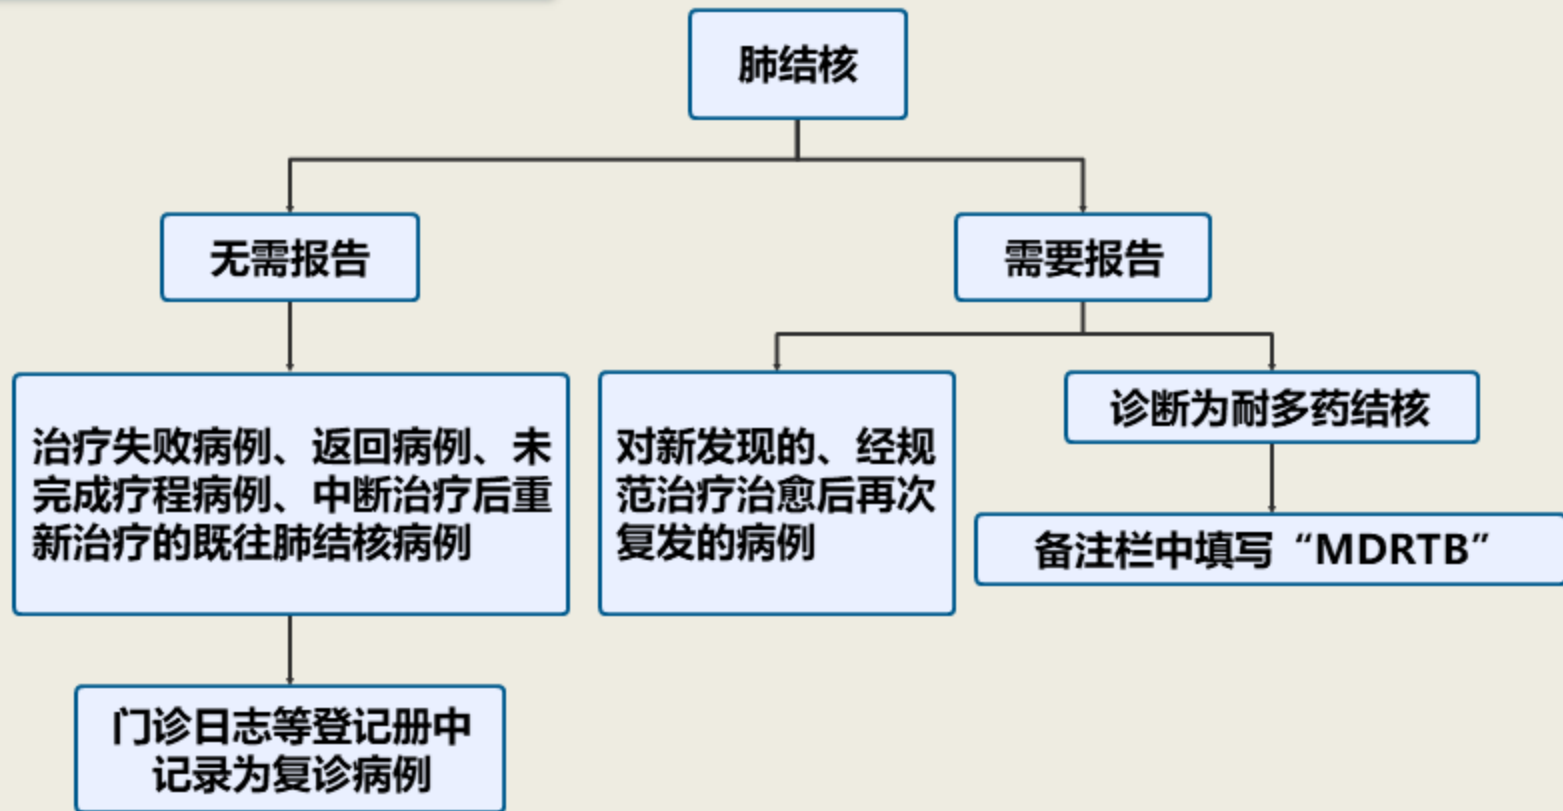 肺结核
无需报告
需要报告
治疗失败病例、返回病例、未
完成疗程病例、中断治疗后重
新治疗的既往肺结核病例
对新发现的、经规
范治疗治愈后再次
复发的病例
诊断为耐多药结核
备注栏中填写“MDRTB”
门诊日志等登记册中
记录为复诊病例